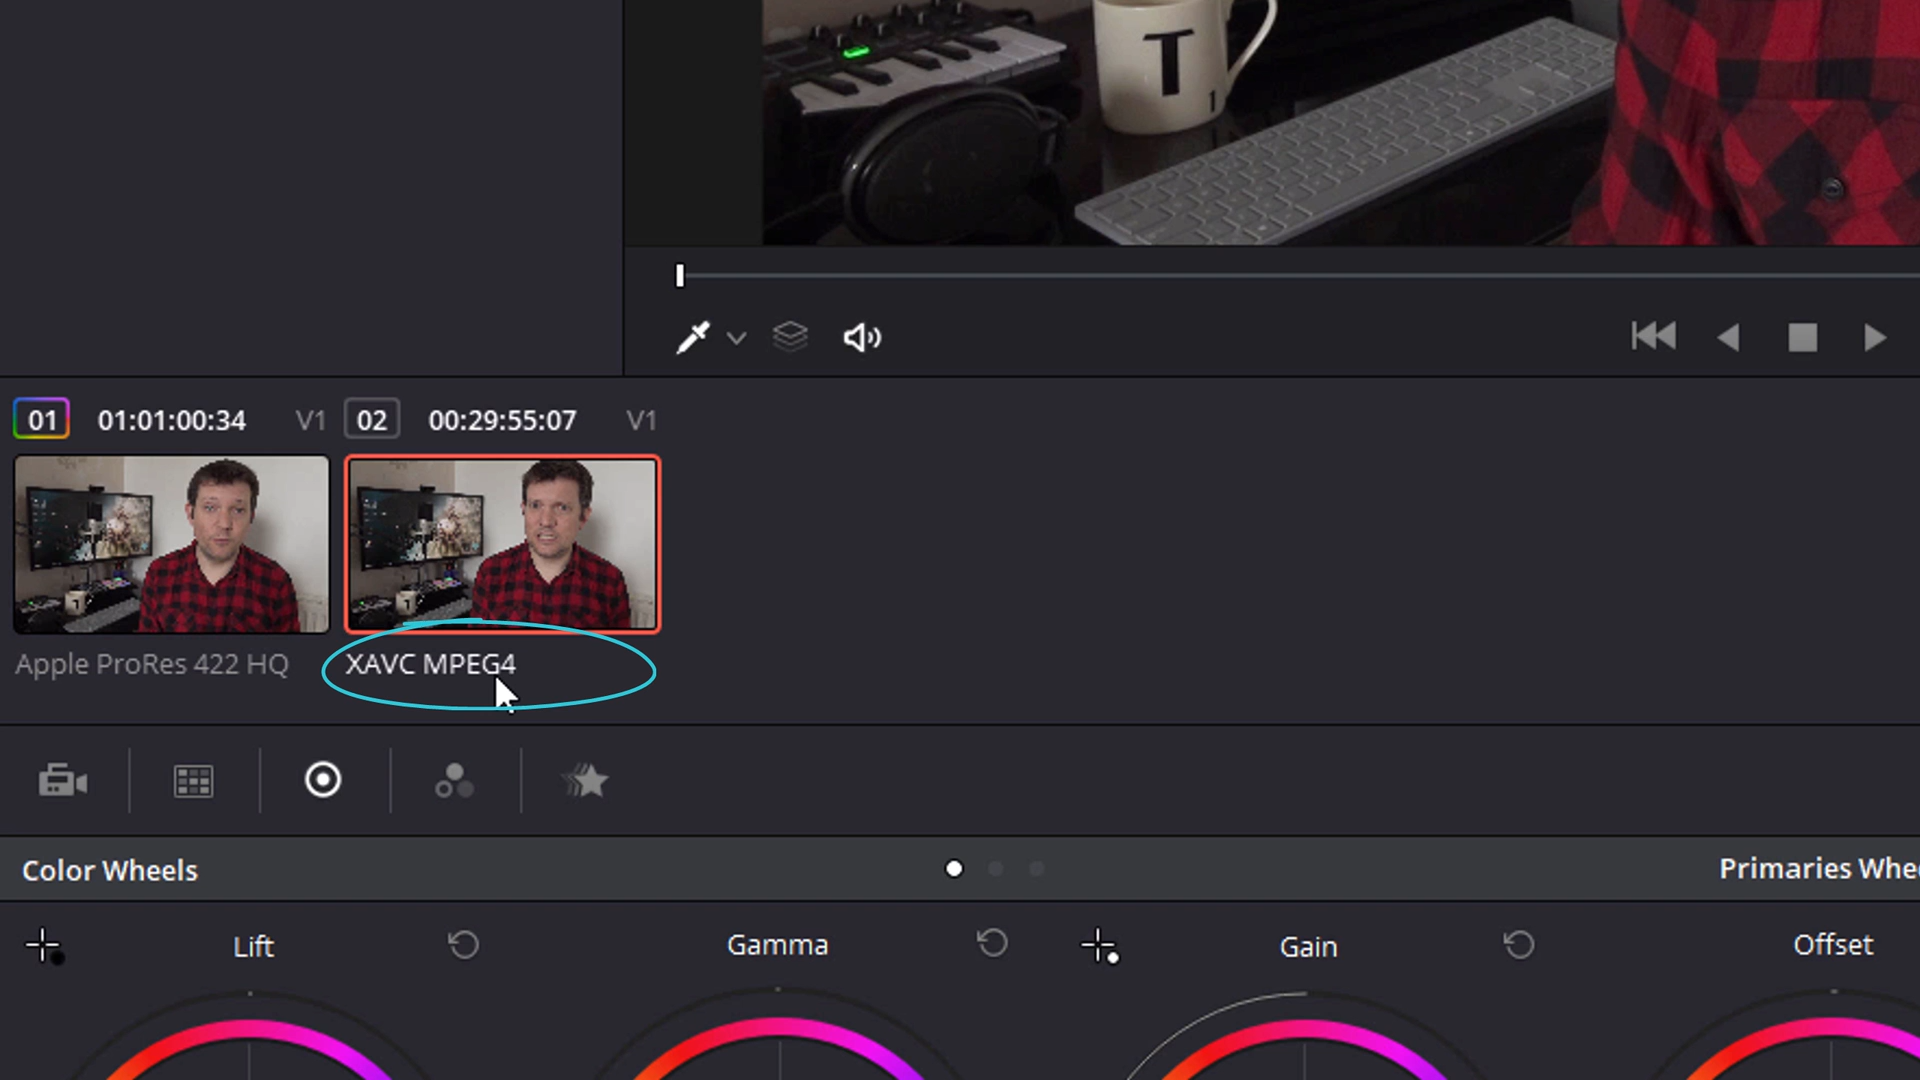 T
1
01 01:01:00:34 V1 02 00:29:55:07 V1
Apple ProRes 422 HQ XAVC MPEG4
Color Wheels Primaries Whe
Lift Gamma Gain Offset